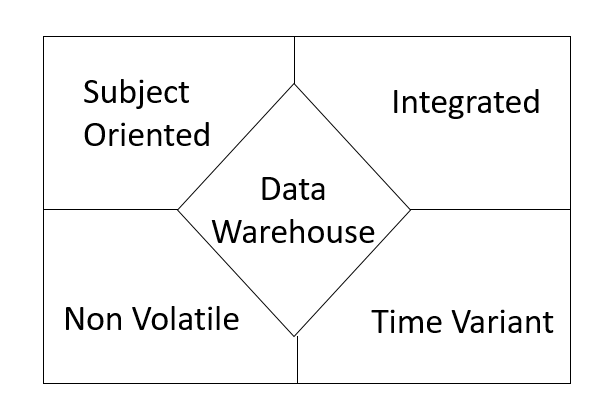 Subject
Oriented
Integrated
Data
Warehouse
Non Volatile
Time Variant